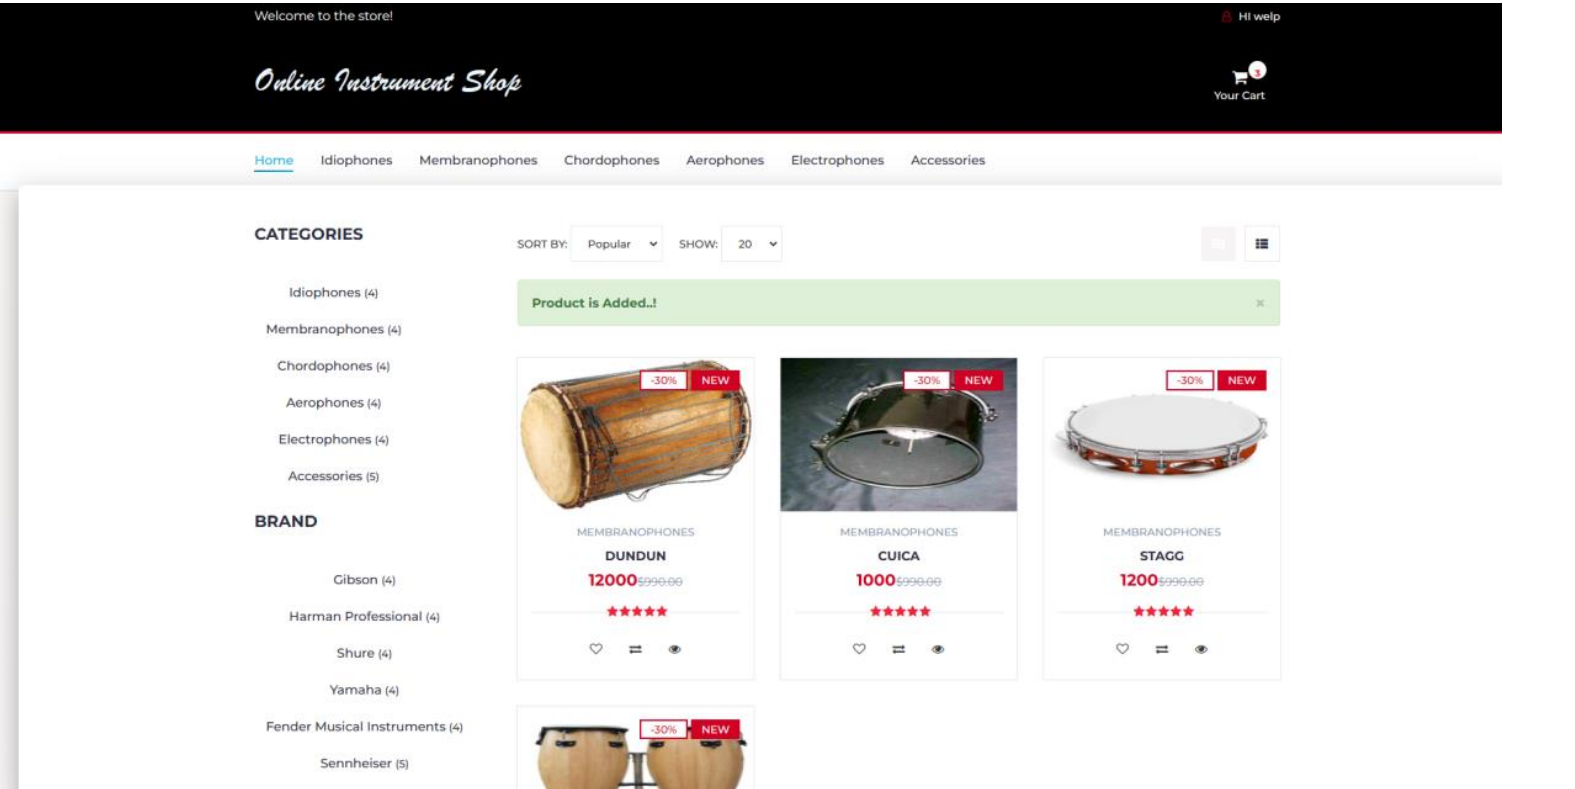 Welcome to the store!
HI welp
Online Instrument Shop
3
Your Cart
Home Idiophones Membranophones Chordophones Aerophones Electrophones Accessories
CATEGORIES
Idiophones (4)
Membranophones (4)
Chordophones (4)
Aerophones (4)
Electrophones (4)
Accessories (5)
BRAND
Gibson (4)
Harman Professional (4)
Shure (4)
Yamaha (4)
Fender Musical Instruments (4)
Sennheiser (5)
SORT BY: Popular SHOW: 20
Product is Added..! ×
-30% NEW
MEMBRANOPHONES
DUNDUN
12000 $990.00
-30% NEW
MEMBRANOPHONES
CUICA
1000 $990.00
-30% NEW
MEMBRANOPHONES
STAGG
1200 $990.00
-30% NEW